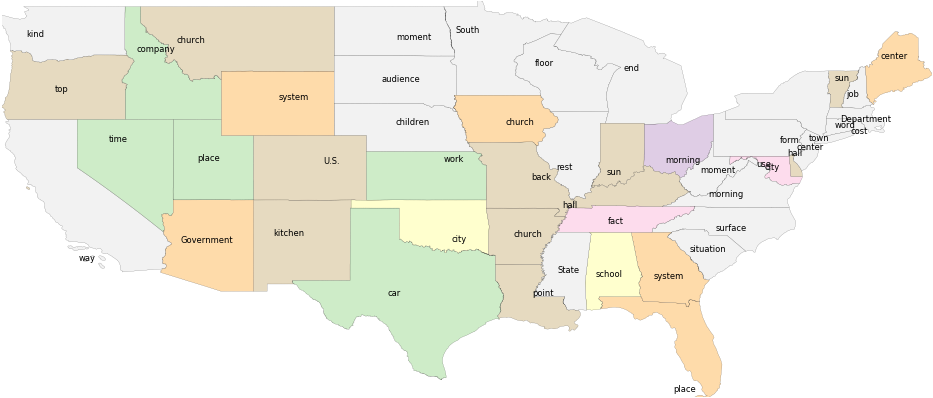 kind
company
church
moment
South
floor
end
center
sun
job
top
system
audience
children
church
Department
word
cost
time
place
U.S.
work
back
rest
sun
morning
form
town
center
hall
use
city
moment
morning
hall
Government
kitchen
city
church
fact
surface
situation
way
car
point
State
school
system
place